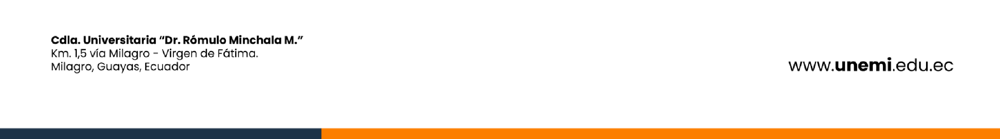 Cdla. Universitaria “Dr. Rómulo Minchala M.”
Km. 1,5 vía Milagro - Virgen de Fátima.
Milagro, Guayas, Ecuador
www.unemi.edu.ec